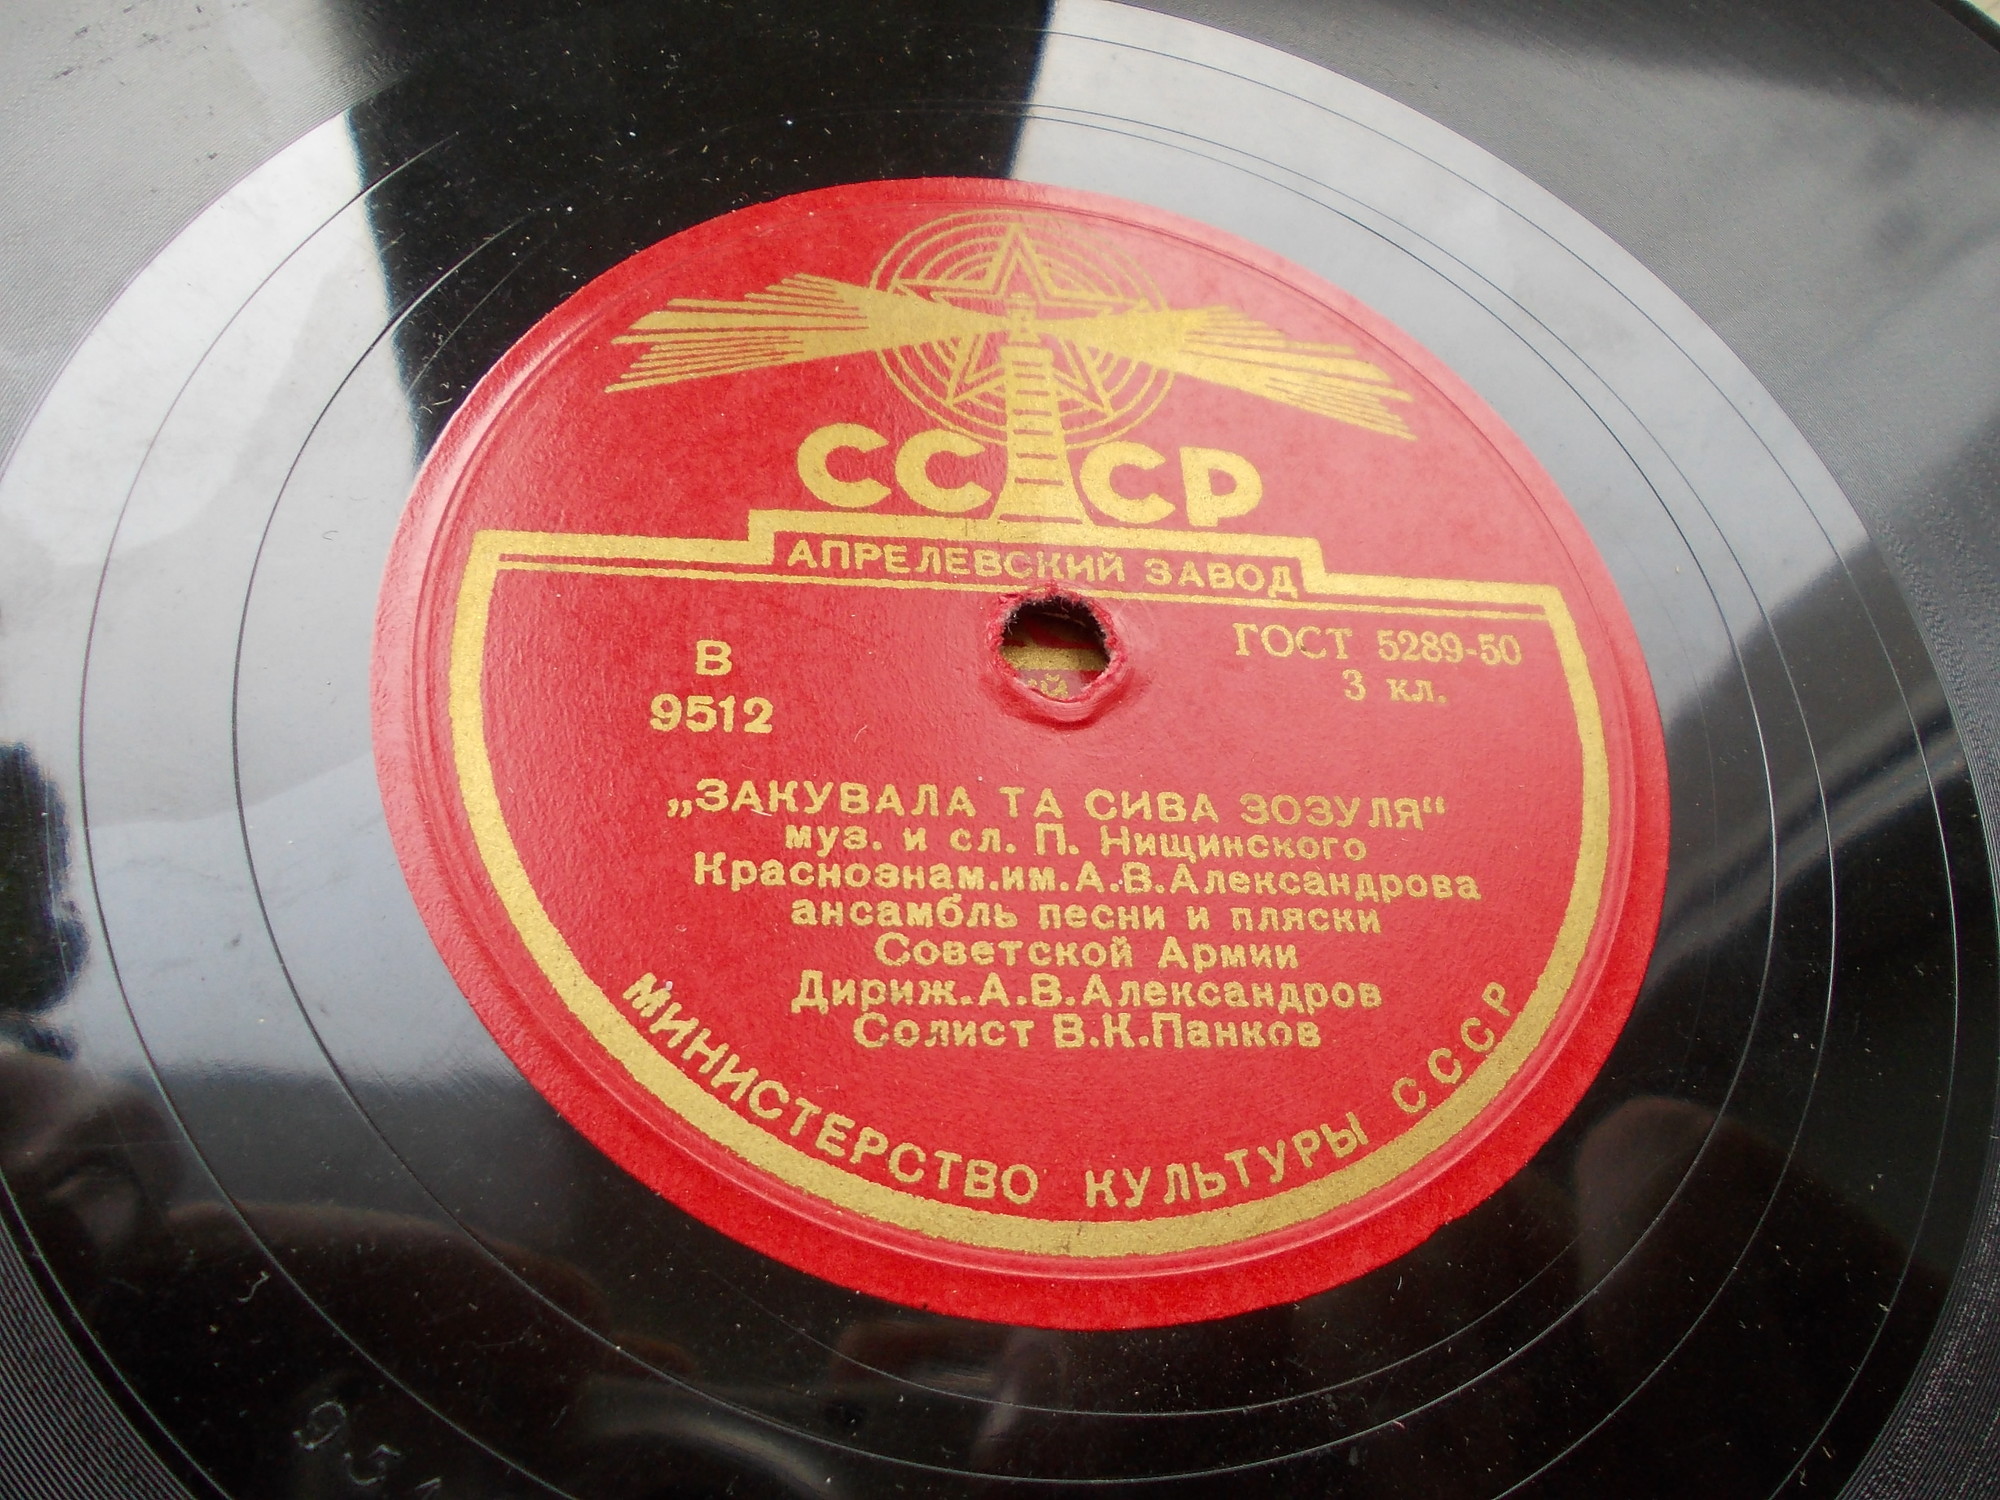 СССР
АПРЕЛЕВСКИЙ ЗАВОД
В
9512
ГОСТ 5289-50
3 кл.
„ЗАКУВАЛА ТА СИВА ЗОЗУЛЯ“
муз. и сл. П. Нищинского
Краснознам.им.А.В.Александрова
ансамбль песни и пляски
Советской Армии
Дириж.А.В.Александров
Солист В.К.Панков
МИНИСТЕРСТВО КУЛЬТУРЫ СССР